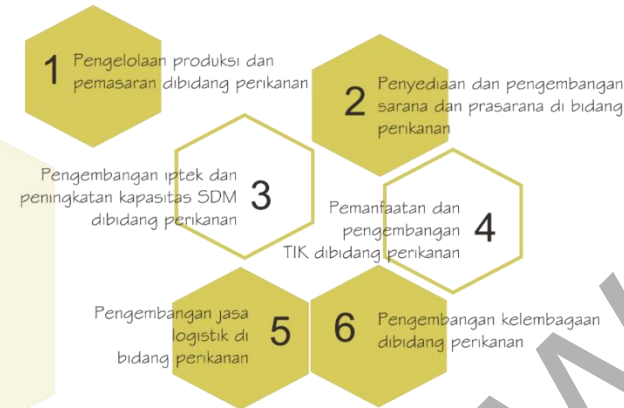 1
Pengelolaan produksi dan
pemasaran dibidang perikanan
2
Penyediaan dan pengembangan
sarana dan prasarana di bidang
perikanan
3
Pengembangan iptek dan
peningkatan kapasitas SDM
dibidang perikanan
4
Pemanfaatan dan
pengembangan
TIK dibidang perikanan
5
Pengembangan jasa
logistik di
bidang perikanan
6
Pengembangan kelembagaan
dibidang perikanan